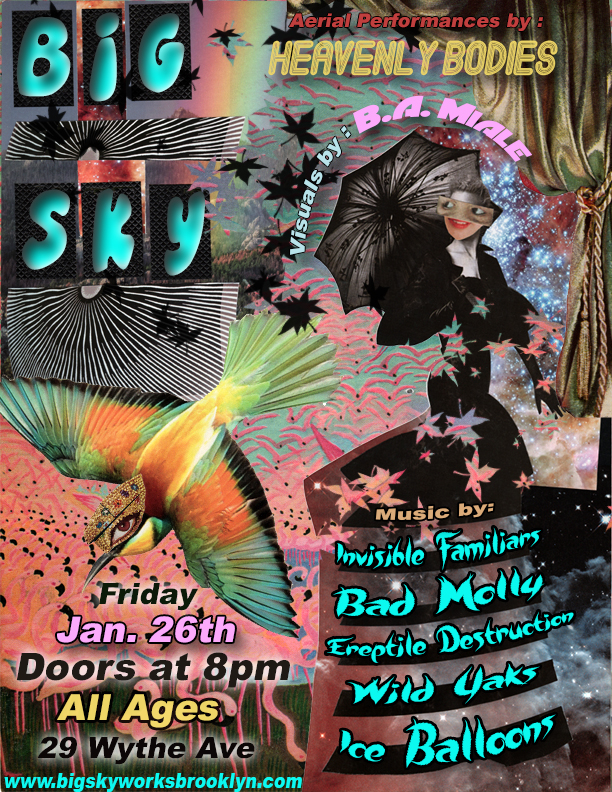 BiG
SKY
Aerial Performances by :
HEAVENLY BODIES
Visuals by : B.A. Miale
Music by:
Invisible Familiars
Bad Molly
Ereptile Destruction
Wild Yaks
Ice Balloons
Friday
Jan. 26th
Doors at 8pm
All Ages
29 Wythe Ave
www.bigskyworksbrooklyn.com